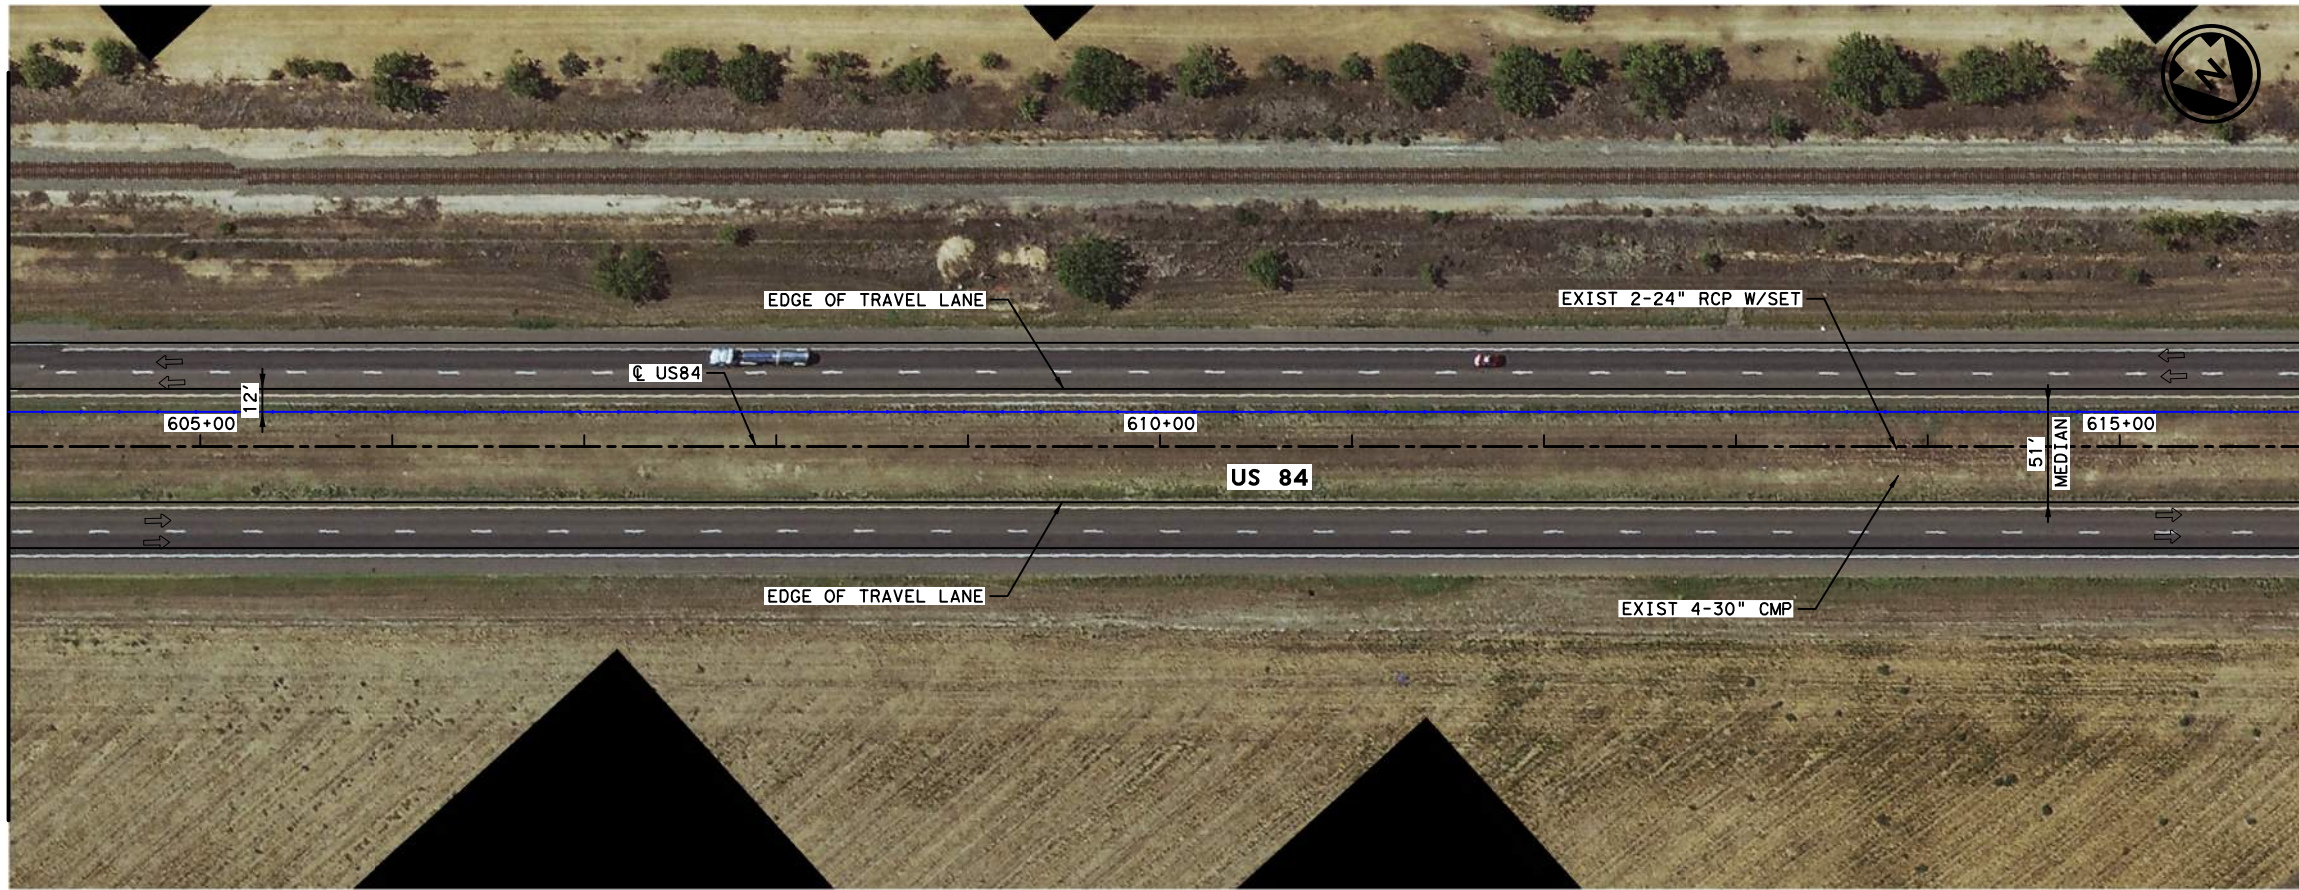 N
EDGE OF TRAVEL LANE
EXIST 2-24" RCP W/SET
℄ US84
12'
605+00
610+00
615+00
51'
MEDIAN
US 84
EDGE OF TRAVEL LANE
EXIST 4-30" CMP